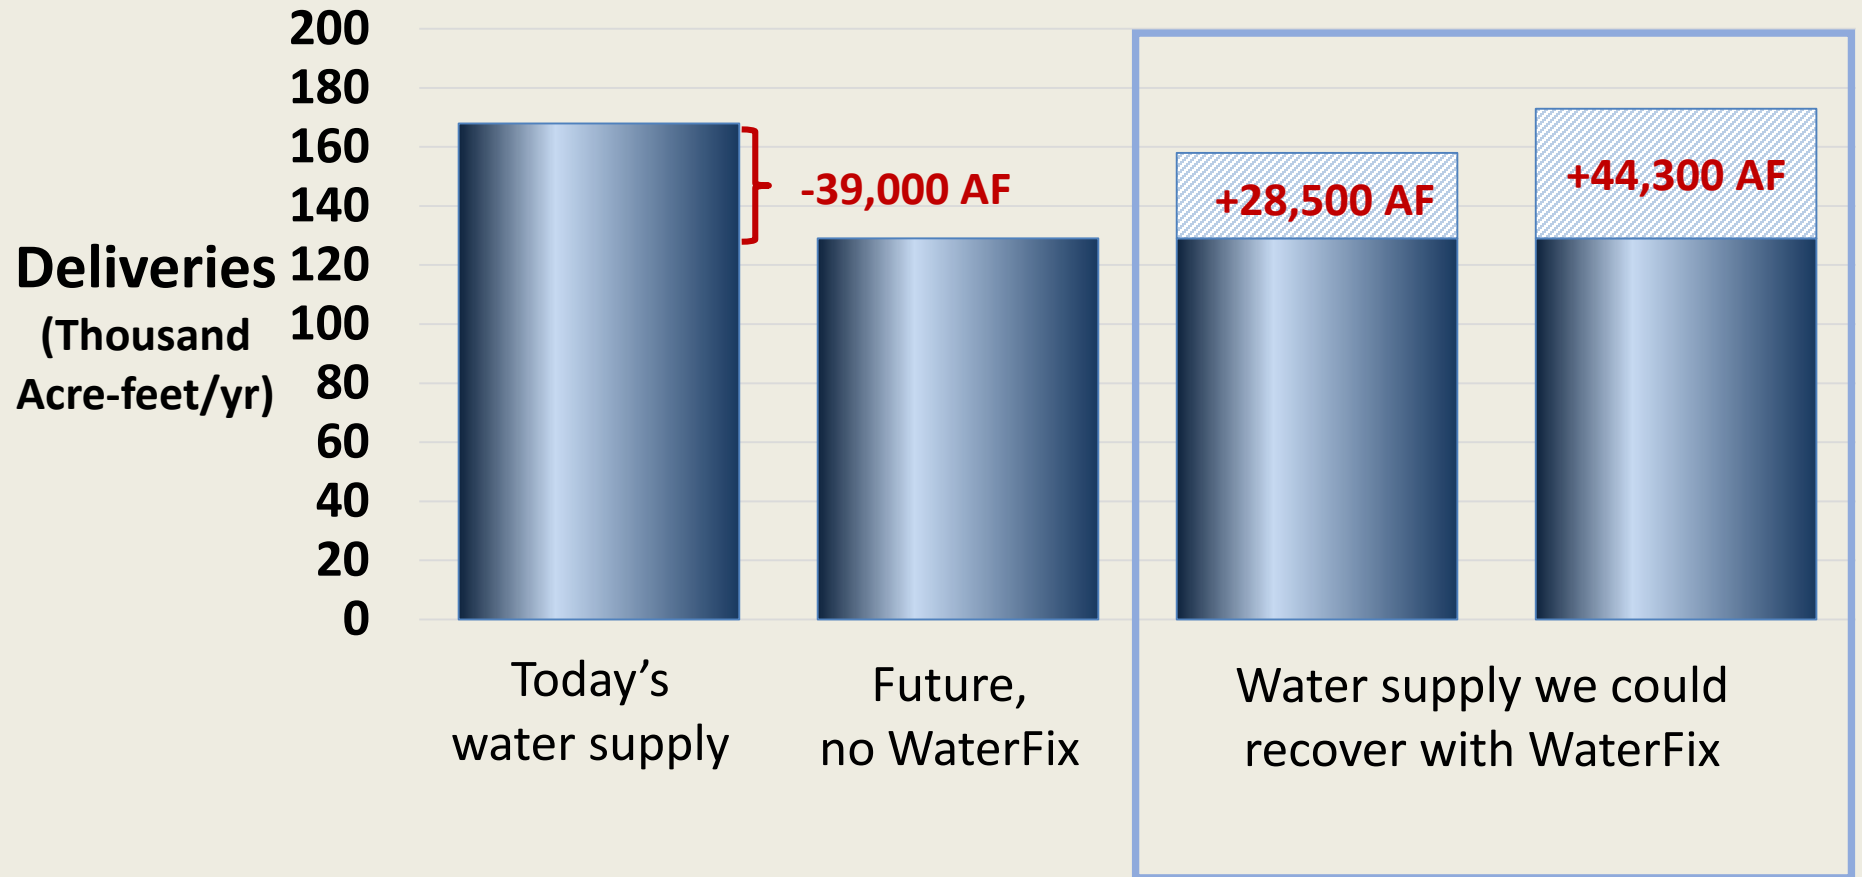 200
180
160
140
120
100
80
60
40
20
0
Deliveries
(Thousand
Acre-feet/yr)
-39,000 AF
+28,500 AF
+44,300 AF
Today’s
water supply
Future,
no WaterFix
Water supply we could
recover with WaterFix